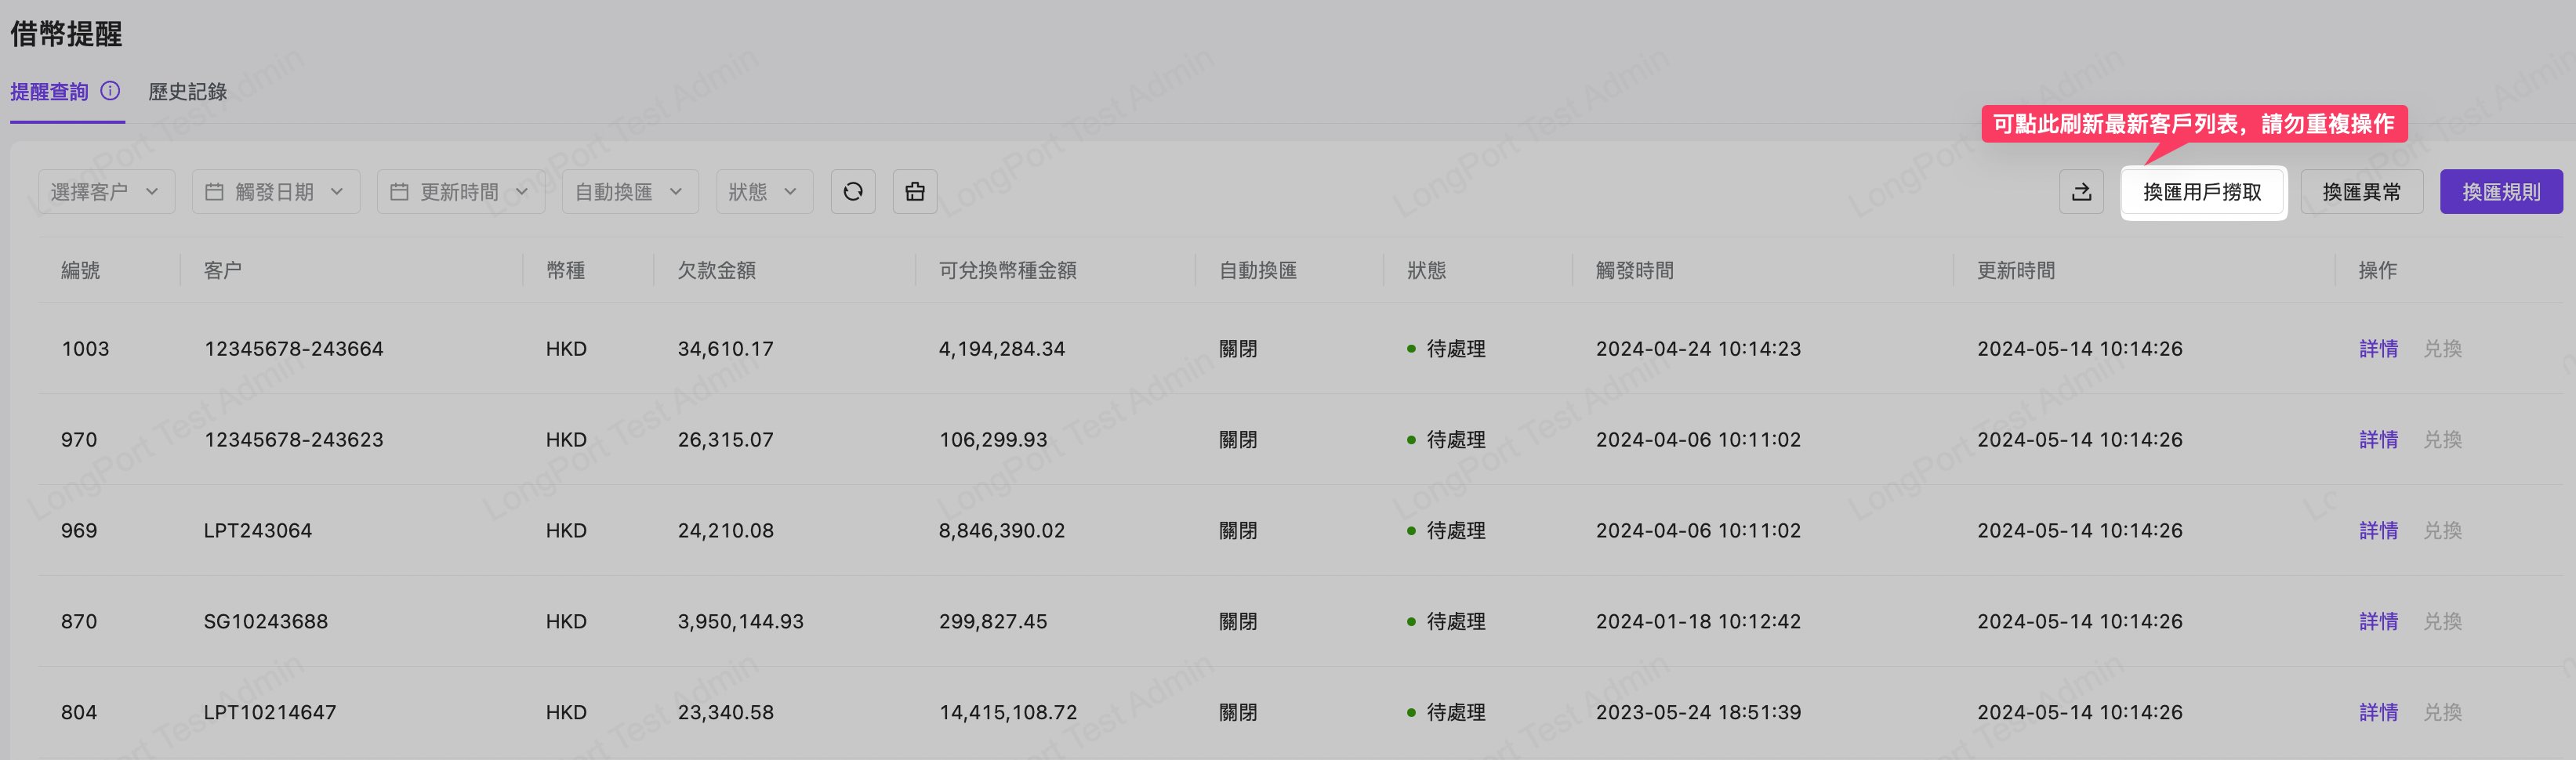 借幣提醒
提醒查詢 歷史記錄
可點此刷新最新客戶列表，請勿重複操作
選擇客户 觸發日期 更新時間 自動換匯 狀態 換匯用戶撈取 換匯異常 換匯規則
編號 客户 幣種 欠款金額 可兌換幣種金額 自動換匯 狀態 觸發時間 更新時間 操作
1003 12345678-243664 HKD 34,610.17 4,194,284.34 關閉 待處理 2024-04-24 10:14:23 2024-05-14 10:14:26 詳情 兑換
970 12345678-243623 HKD 26,315.07 106,299.93 關閉 待處理 2024-04-06 10:11:02 2024-05-14 10:14:26 詳情 兑換
969 LPT243064 HKD 24,210.08 8,846,390.02 關閉 待處理 2024-04-06 10:11:02 2024-05-14 10:14:26 詳情 兑換
870 SG10243688 HKD 3,950,144.93 299,827.45 關閉 待處理 2024-01-18 10:12:42 2024-05-14 10:14:26 詳情 兑換
804 LPT10214647 HKD 23,340.58 14,415,108.72 關閉 待處理 2023-05-24 18:51:39 2024-05-14 10:14:26 詳情 兑換
LongPort Test Admin